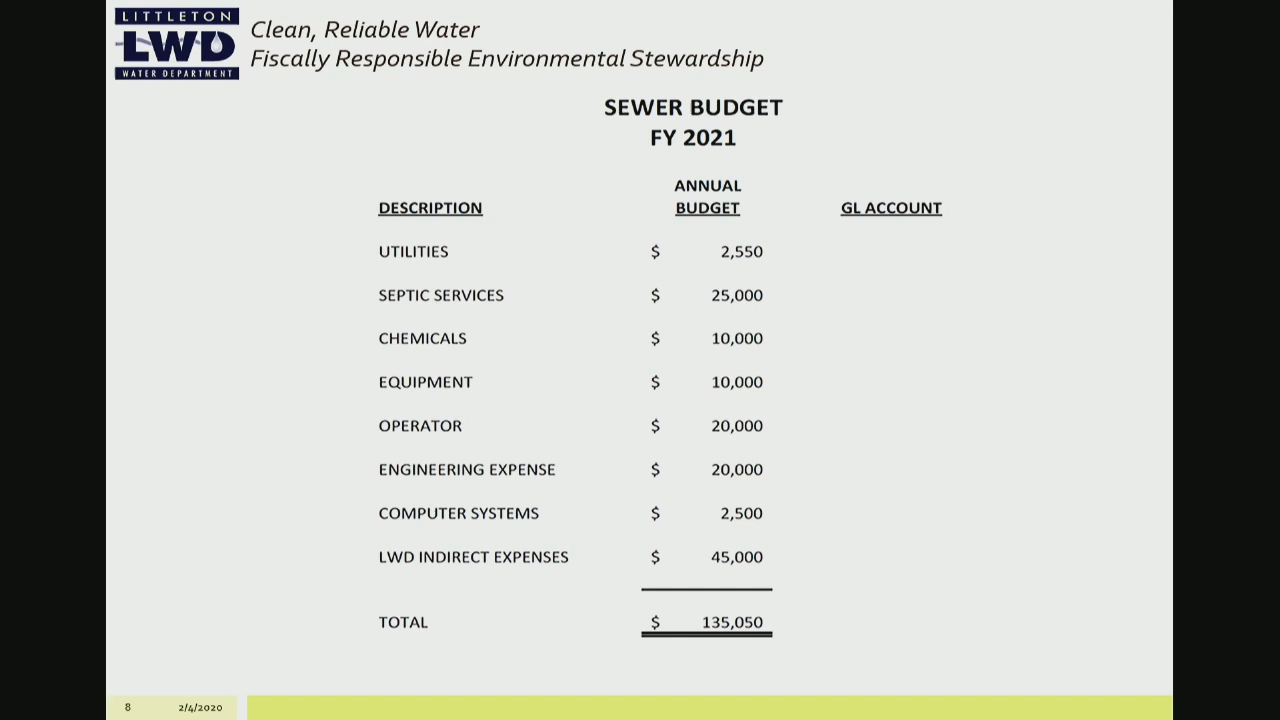 LITTLETON
LWD
WATER DEPARTMENT
Clean, Reliable Water
Fiscally Responsible Environmental Stewardship
SEWER BUDGET
FY 2021
ANNUAL
DESCRIPTION BUDGET GL ACCOUNT
UTILITIES $ 2,550
SEPTIC SERVICES $ 25,000
CHEMICALS $ 10,000
EQUIPMENT $ 10,000
OPERATOR $ 20,000
ENGINEERING EXPENSE $ 20,000
COMPUTER SYSTEMS $ 2,500
LWD INDIRECT EXPENSES $ 45,000
TOTAL $ 135,050
8 2/4/2020